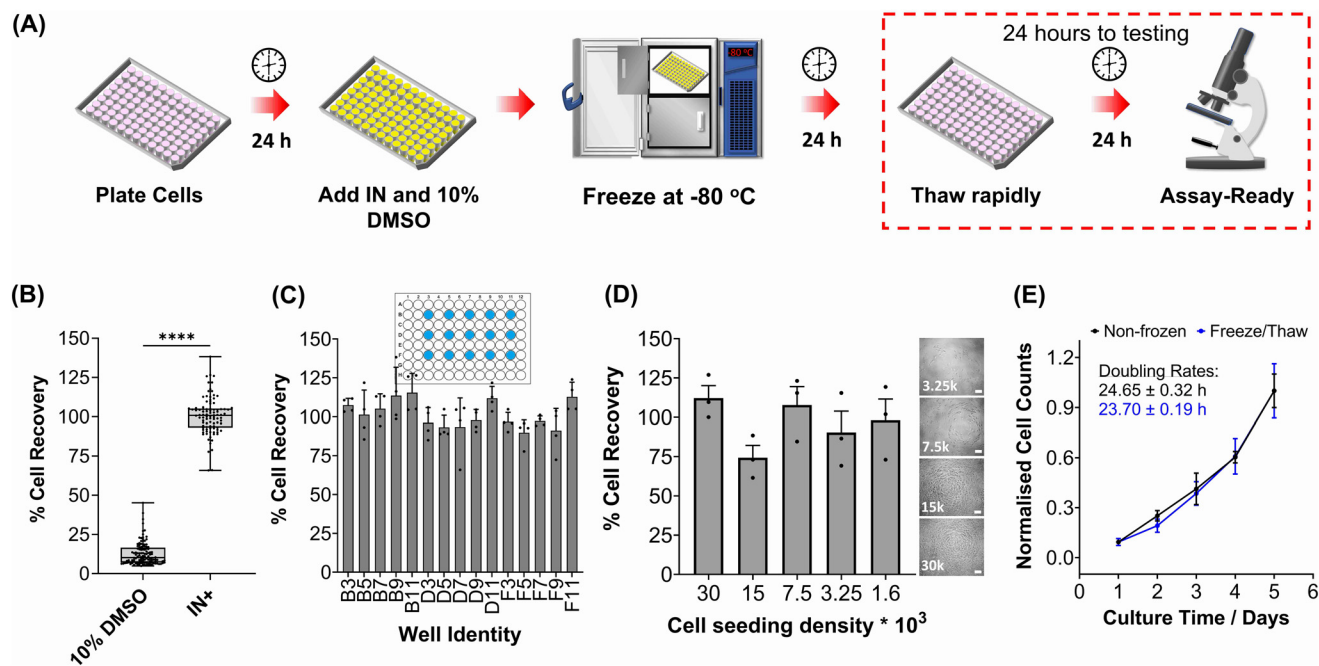 (A)
24 hours to testing
-80 °C
24 h
24 h
24 h
Plate Cells
Add IN and 10%
DMSO
Freeze at -80 °C
Thaw rapidly
Assay-Ready
(B)
% Cell Recovery
150
125
100
75
50
25
0
****
10% DMSO
IN+
(C)
1 2 3 4 5 6 7 8 9 10 11 12
A
B
C
D
E
F
G
H
% Cell Recovery
150
125
100
75
50
25
0
B3
B5
B7
B9
B11
D3
D5
D7
D9
D11
F3
F5
F7
F9
F11
Well Identity
(D)
% Cell Recovery
150
125
100
75
50
25
0
30 15 7.5 3.25 1.6
Cell seeding density * 10³
3.25k
7.5k
15k
30k
(E)
Non-frozen Freeze/Thaw
Doubling Rates:
24.65 ± 0.32 h
23.70 ± 0.19 h
Normalised Cell Counts
1.2
0.9
0.6
0.3
0.0
0 1 2 3 4 5 6
Culture Time / Days